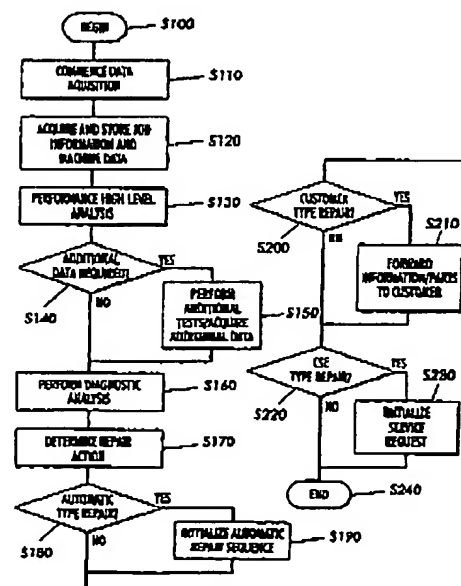 BEGIN
S100
COMMENCE DATA
AQUISITION
S110
ACQUIRE AND STORE JOB
INFORMATION AND
MACHINE DATA
S120
PERFORMANCE HIGH LEVEL
ANALYSIS
S130
ADDITIONAL
DATA REQUIRED?
YES
NO
S140
PERFORM
ADDITIONAL
TESTS/ACQUIRE
ADDITIONAL DATA
S150
PERFORM DIAGNOSTIC
ANALYSIS
S160
DETERMINE REPAIR
ACTION
S170
AUTOMATIC
TYPE REPAIR?
YES
NO
S180
INITIALIZE AUTOMATIC
REPAIR SEQUENCE
S190
CUSTOMER
TYPE REPAIR?
YES
S200
S210
FORWARD
INFORMATION/PARTS
TO CUSTOMER
CSE
TYPE REPAIR?
YES
NO
S220
S230
INITIALIZE
SERVICE
REQUEST
END
S240